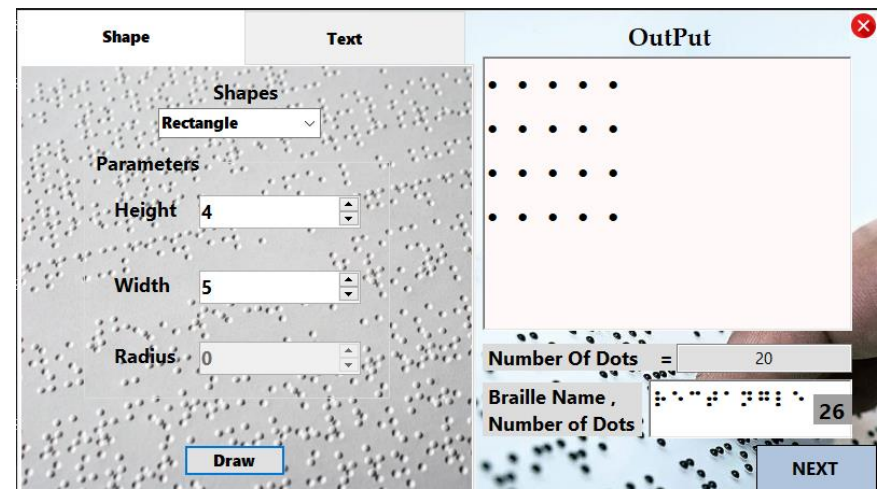 Shape
Text
Shapes
Rectangle
Parameters
Height 4
Width 5
Radius 0
Draw
OutPut
Number Of Dots = 20
Braille Name ,
Number of Dots
⠗⠑⠉⠞⠁⠝⠛⠇⠑ 26
NEXT